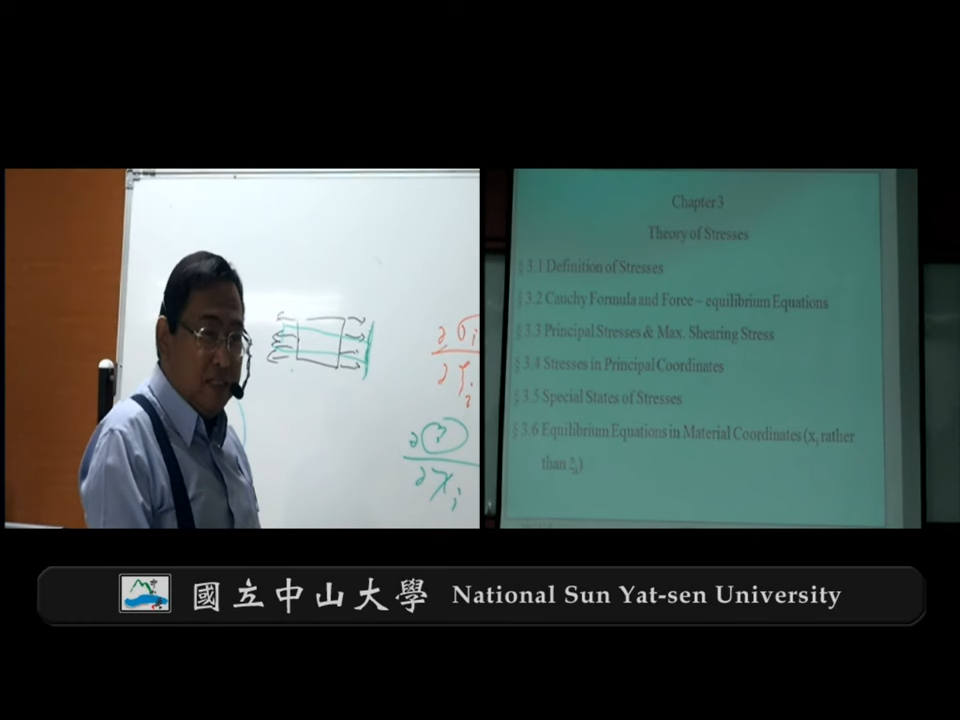 Chapter 3
Theory of Stresses
§ 3.1 Definition of Stresses
§ 3.2 Cauchy Formula and Force – equilibrium Equations
§ 3.3 Principal Stresses & Max. Shearing Stress
§ 3.4 Stresses in Principal Coordinates
§ 3.5 Special States of Stresses
§ 3.6 Equilibrium Equations in Material Coordinates (xᵢ rather
than
國立中山大學 National Sun Yat-sen University